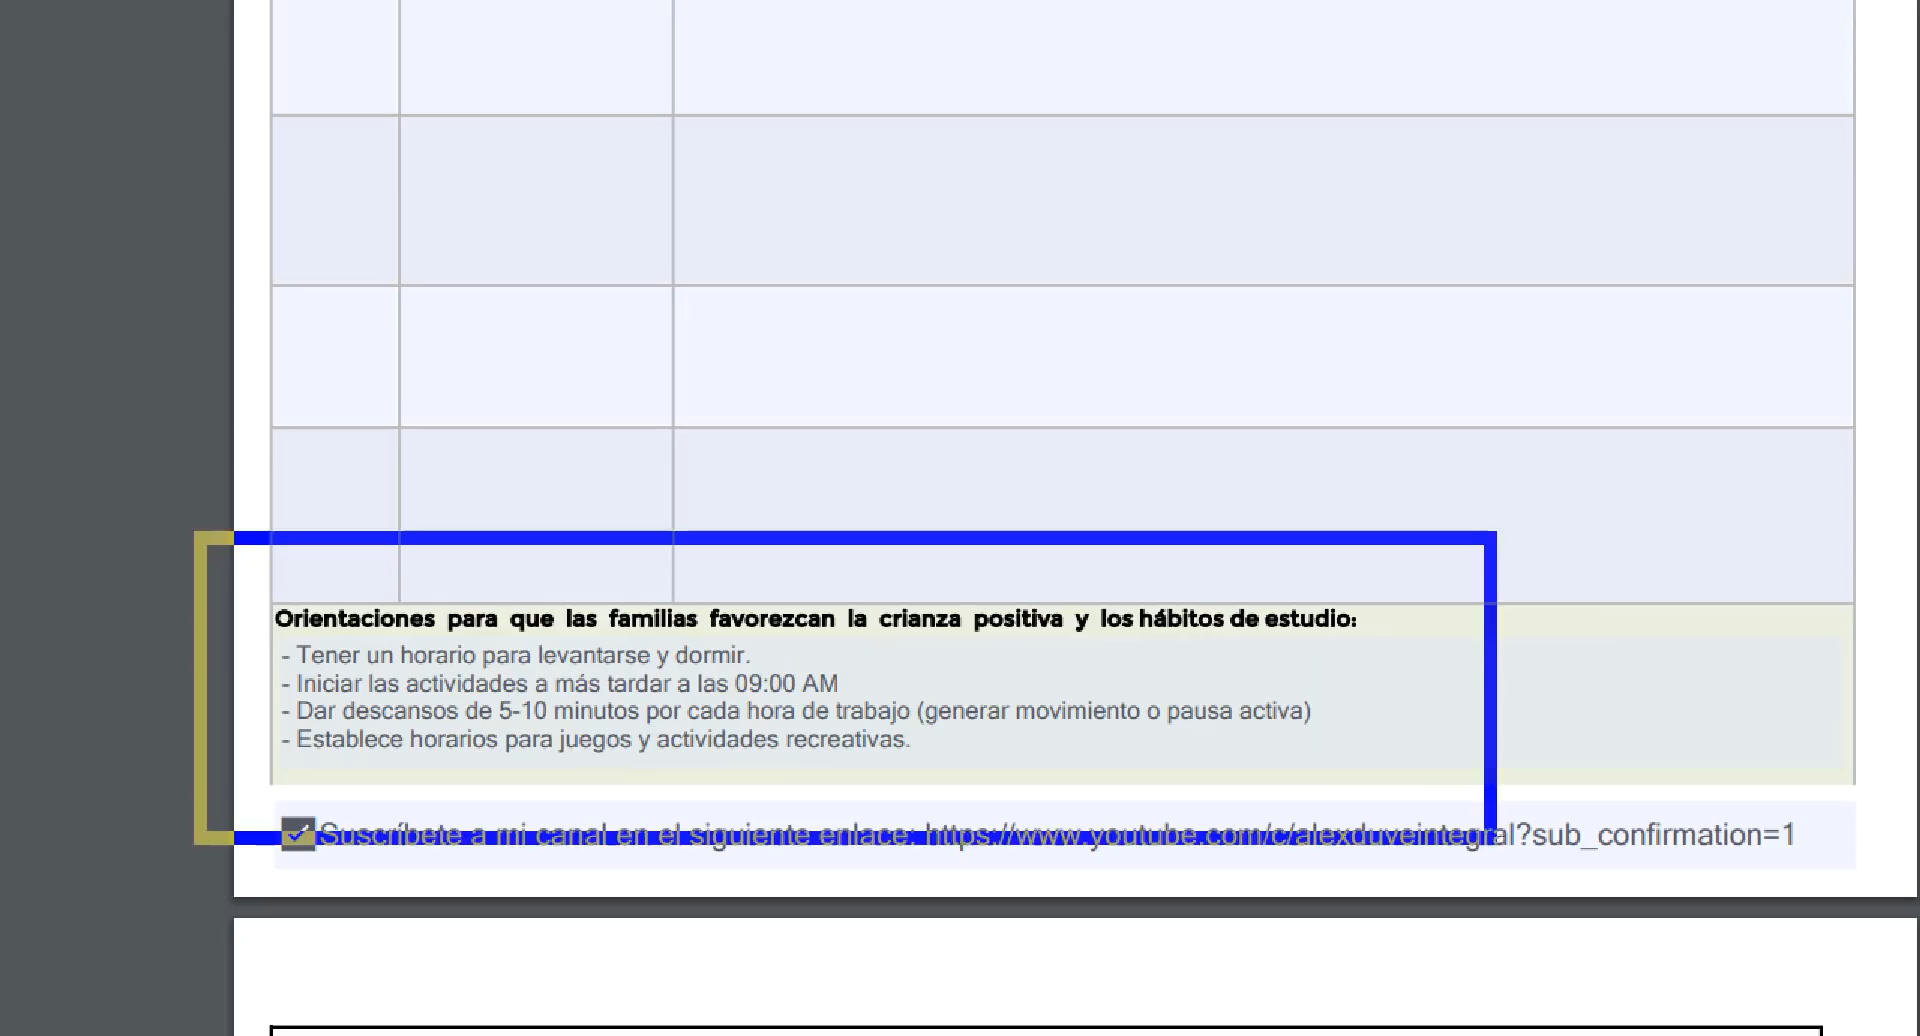 Orientaciones para que las familias favorezcan la crianza positiva y los hábitos de estudio:
- Tener un horario para levantarse y dormir.
- Iniciar las actividades a más tardar a las 09:00 AM
- Dar descansos de 5-10 minutos por cada hora de trabajo (generar movimiento o pausa activa)
- Establece horarios para juegos y actividades recreativas.
Suscríbete a mi canal en el siguiente enlace: https://www.youtube.com/c/alexduveintegral?sub_confirmation=1